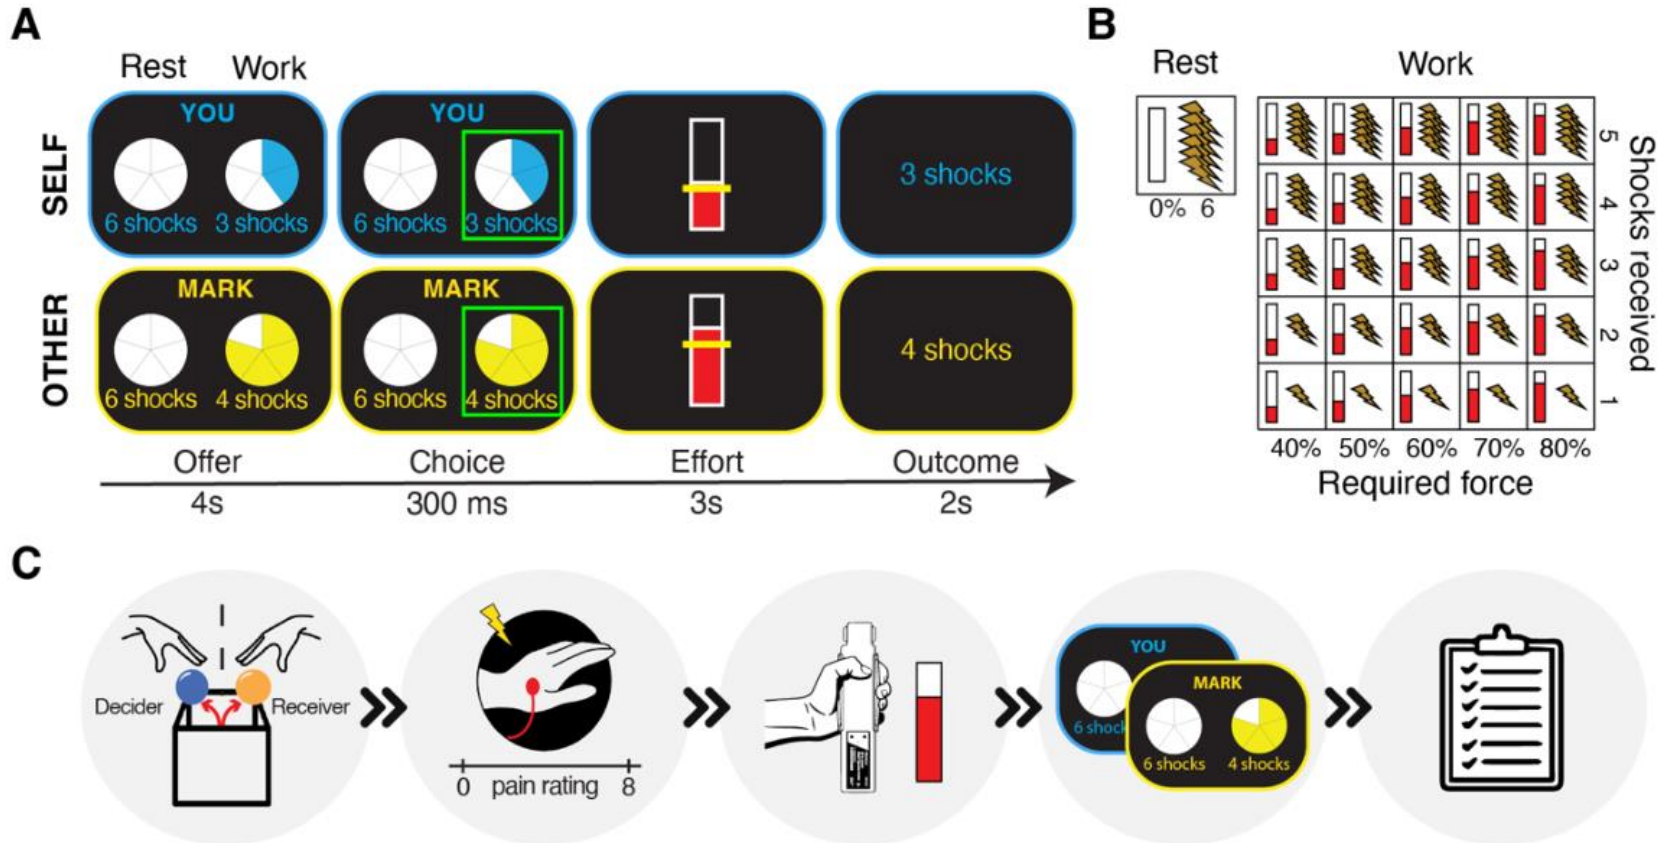 A
Rest Work
SELF
YOU
6 shocks 3 shocks
YOU
6 shocks 3 shocks
3 shocks
OTHER
MARK
6 shocks 4 shocks
MARK
6 shocks 4 shocks
4 shocks
Offer Choice Effort Outcome
4s 300 ms 3s 2s
B
Rest Work
0% 6
5
4
3
2
1
Shocks received
40% 50% 60% 70% 80%
Required force
C
Decider Receiver
0 pain rating 8
YOU
6 shock
MARK
6 shocks 4 shocks